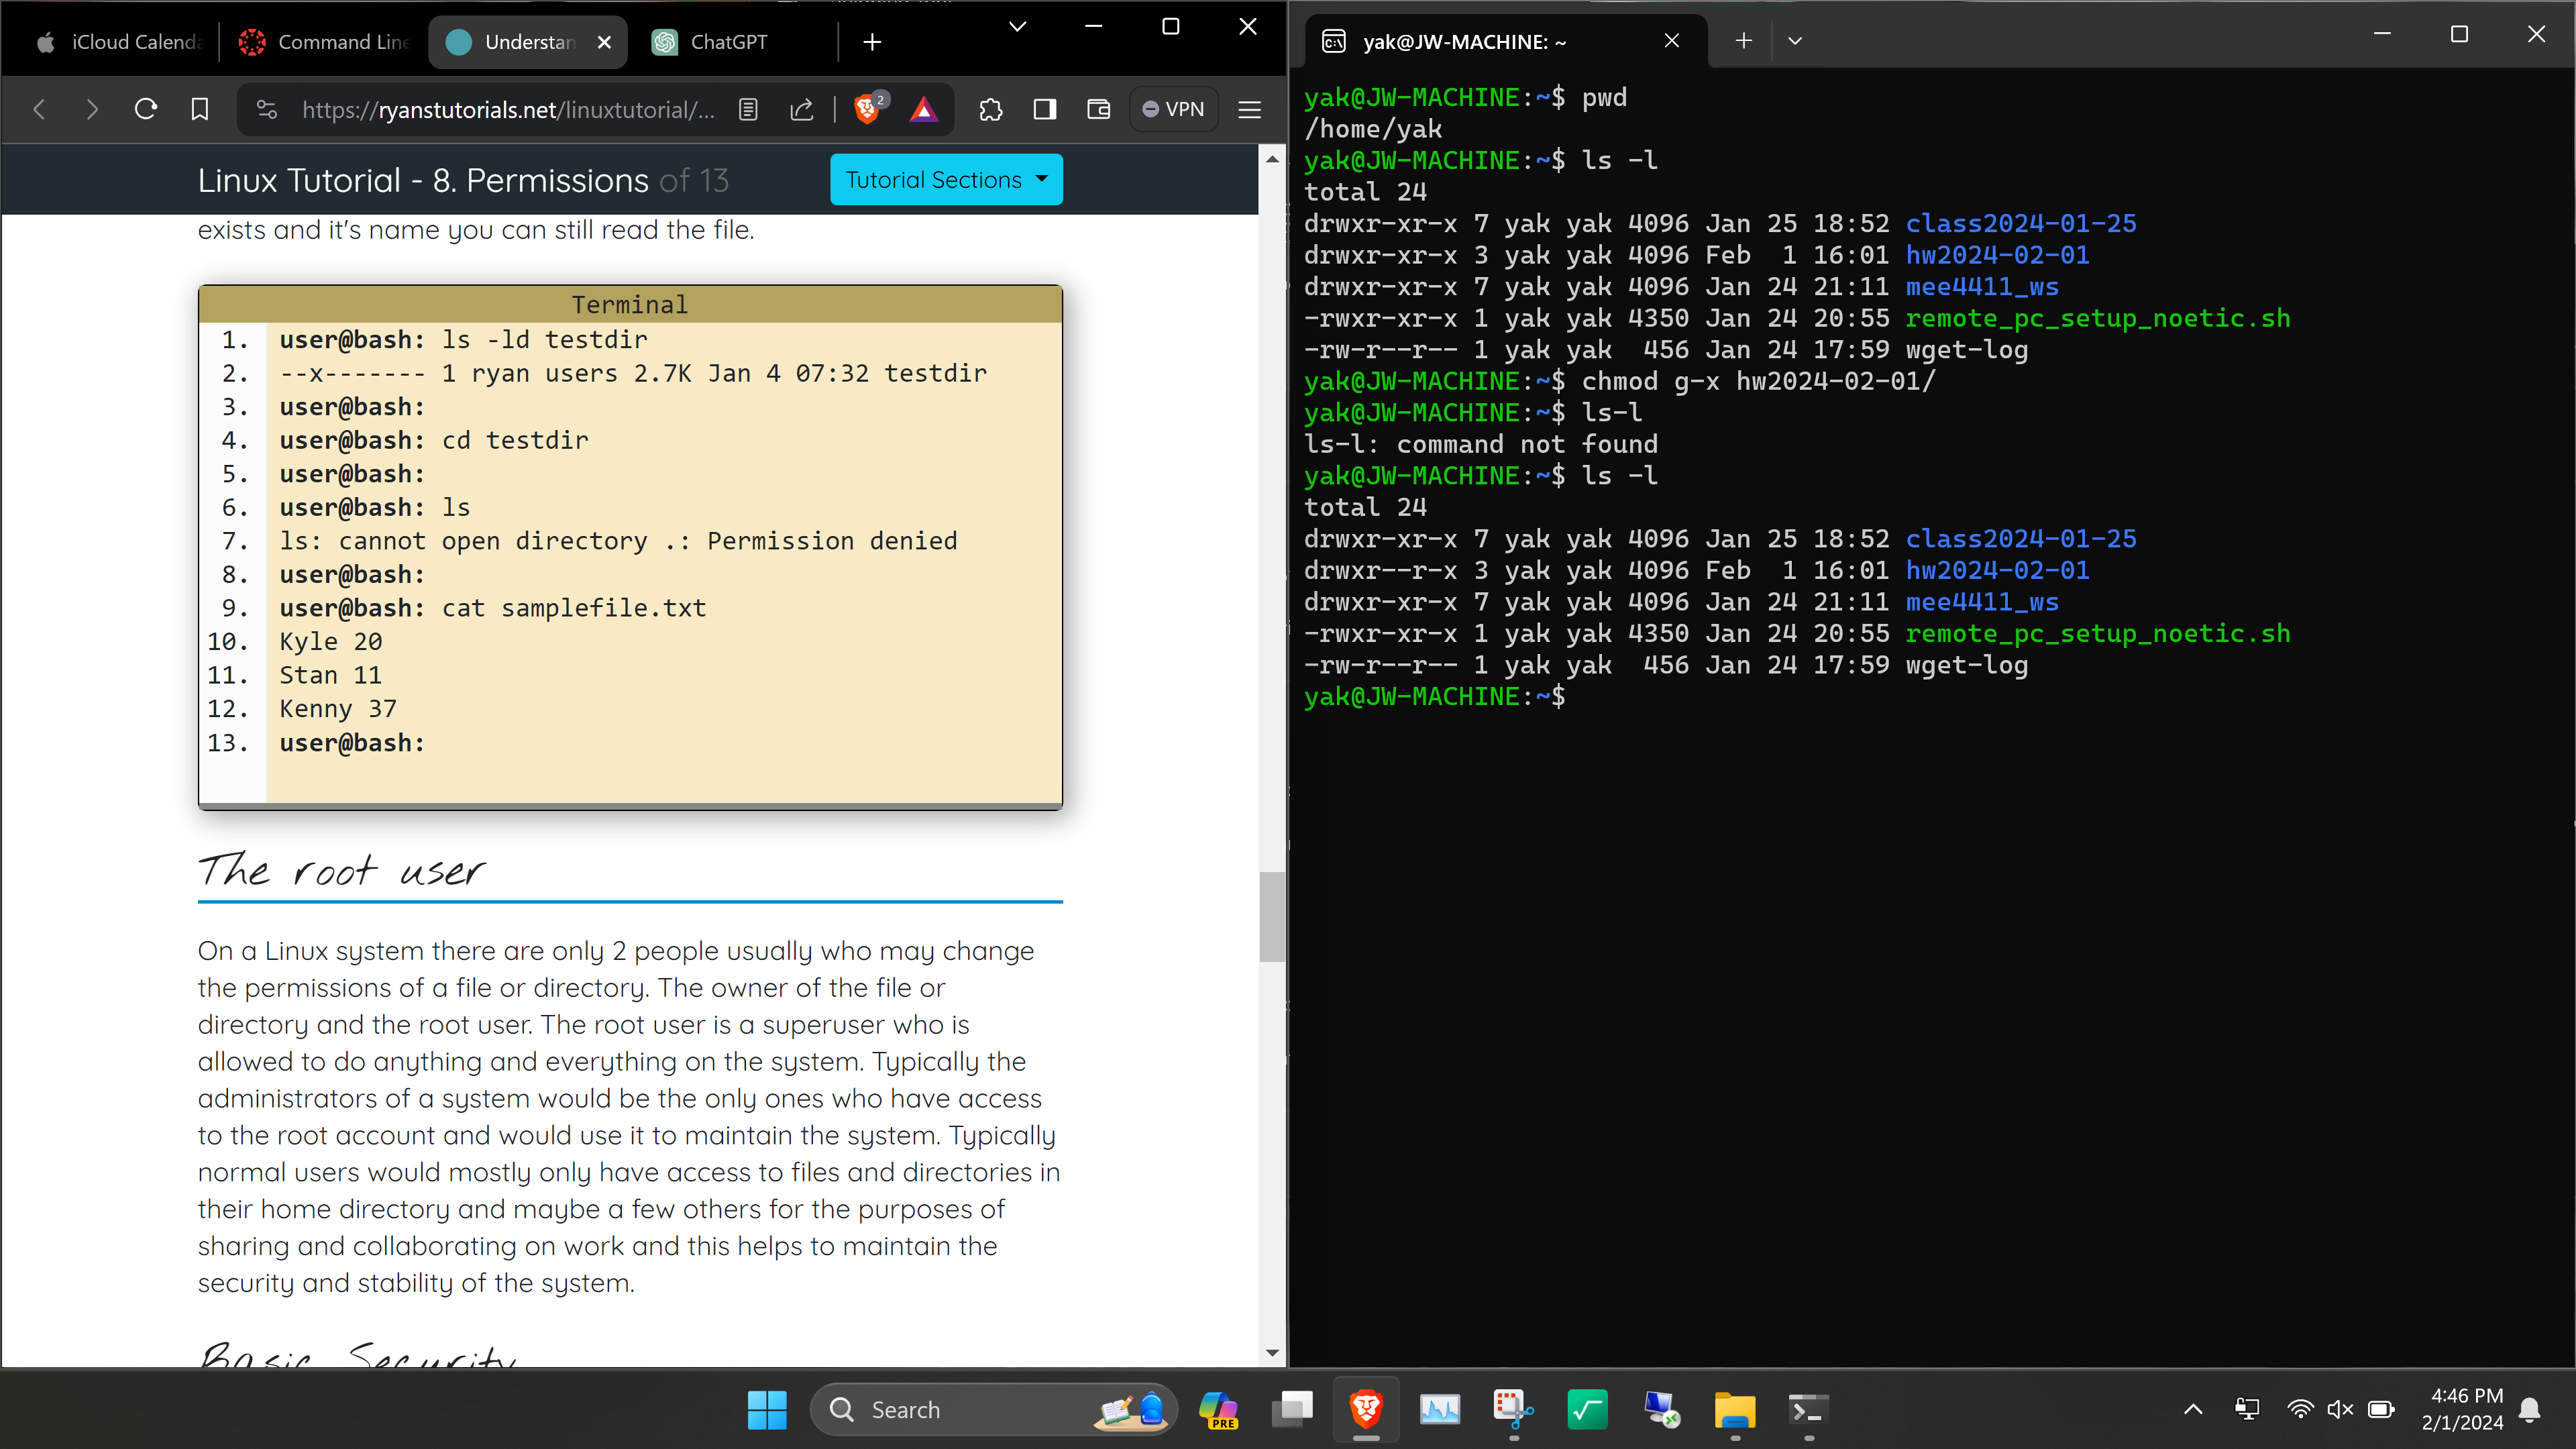 iCloud Calenda
Command Line
Understan
ChatGPT
https://ryanstutorials.net/linuxtutorial/...
2
VPN
Linux Tutorial - 8. Permissions of 13
Tutorial Sections
exists and it's name you can still read the file.
Terminal
1. user@bash: ls -ld testdir
2. --x------- 1 ryan users 2.7K Jan 4 07:32 testdir
3. user@bash:
4. user@bash: cd testdir
5. user@bash:
6. user@bash: ls
7. ls: cannot open directory .: Permission denied
8. user@bash:
9. user@bash: cat samplefile.txt
10. Kyle 20
11. Stan 11
12. Kenny 37
13. user@bash:
The root user
On a Linux system there are only 2 people usually who may change
the permissions of a file or directory. The owner of the file or
directory and the root user. The root user is a superuser who is
allowed to do anything and everything on the system. Typically the
administrators of a system would be the only ones who have access
to the root account and would use it to maintain the system. Typically
normal users would mostly only have access to files and directories in
their home directory and maybe a few others for the purposes of
sharing and collaborating on work and this helps to maintain the
security and stability of the system.
Basic Security
yak@JW-MACHINE: ~
yak@JW-MACHINE:~$ pwd
/home/yak
yak@JW-MACHINE:~$ ls -l
total 24
drwxr-xr-x 7 yak yak 4096 Jan 25 18:52 class2024-01-25
drwxr-xr-x 3 yak yak 4096 Feb  1 16:01 hw2024-02-01
drwxr-xr-x 7 yak yak 4096 Jan 24 21:11 mee4411_ws
-rwxr-xr-x 1 yak yak 4350 Jan 24 20:55 remote_pc_setup_noetic.sh
-rw-r--r-- 1 yak yak  456 Jan 24 17:59 wget-log
yak@JW-MACHINE:~$ chmod g-x hw2024-02-01/
yak@JW-MACHINE:~$ ls-l
ls-l: command not found
yak@JW-MACHINE:~$ ls -l
total 24
drwxr-xr-x 7 yak yak 4096 Jan 25 18:52 class2024-01-25
drwxr--r-x 3 yak yak 4096 Feb  1 16:01 hw2024-02-01
drwxr-xr-x 7 yak yak 4096 Jan 24 21:11 mee4411_ws
-rwxr-xr-x 1 yak yak 4350 Jan 24 20:55 remote_pc_setup_noetic.sh
-rw-r--r-- 1 yak yak  456 Jan 24 17:59 wget-log
yak@JW-MACHINE:~$
Search
PRE
4:46 PM
2/1/2024